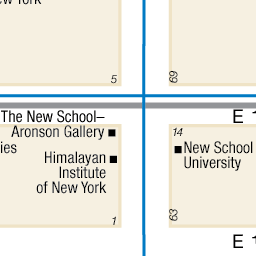 ew York
5
69
The New School–
Aronson Gallery
ies
Himalayan
Institute
of New York
1
E 1
14
New School
University
63
E 1